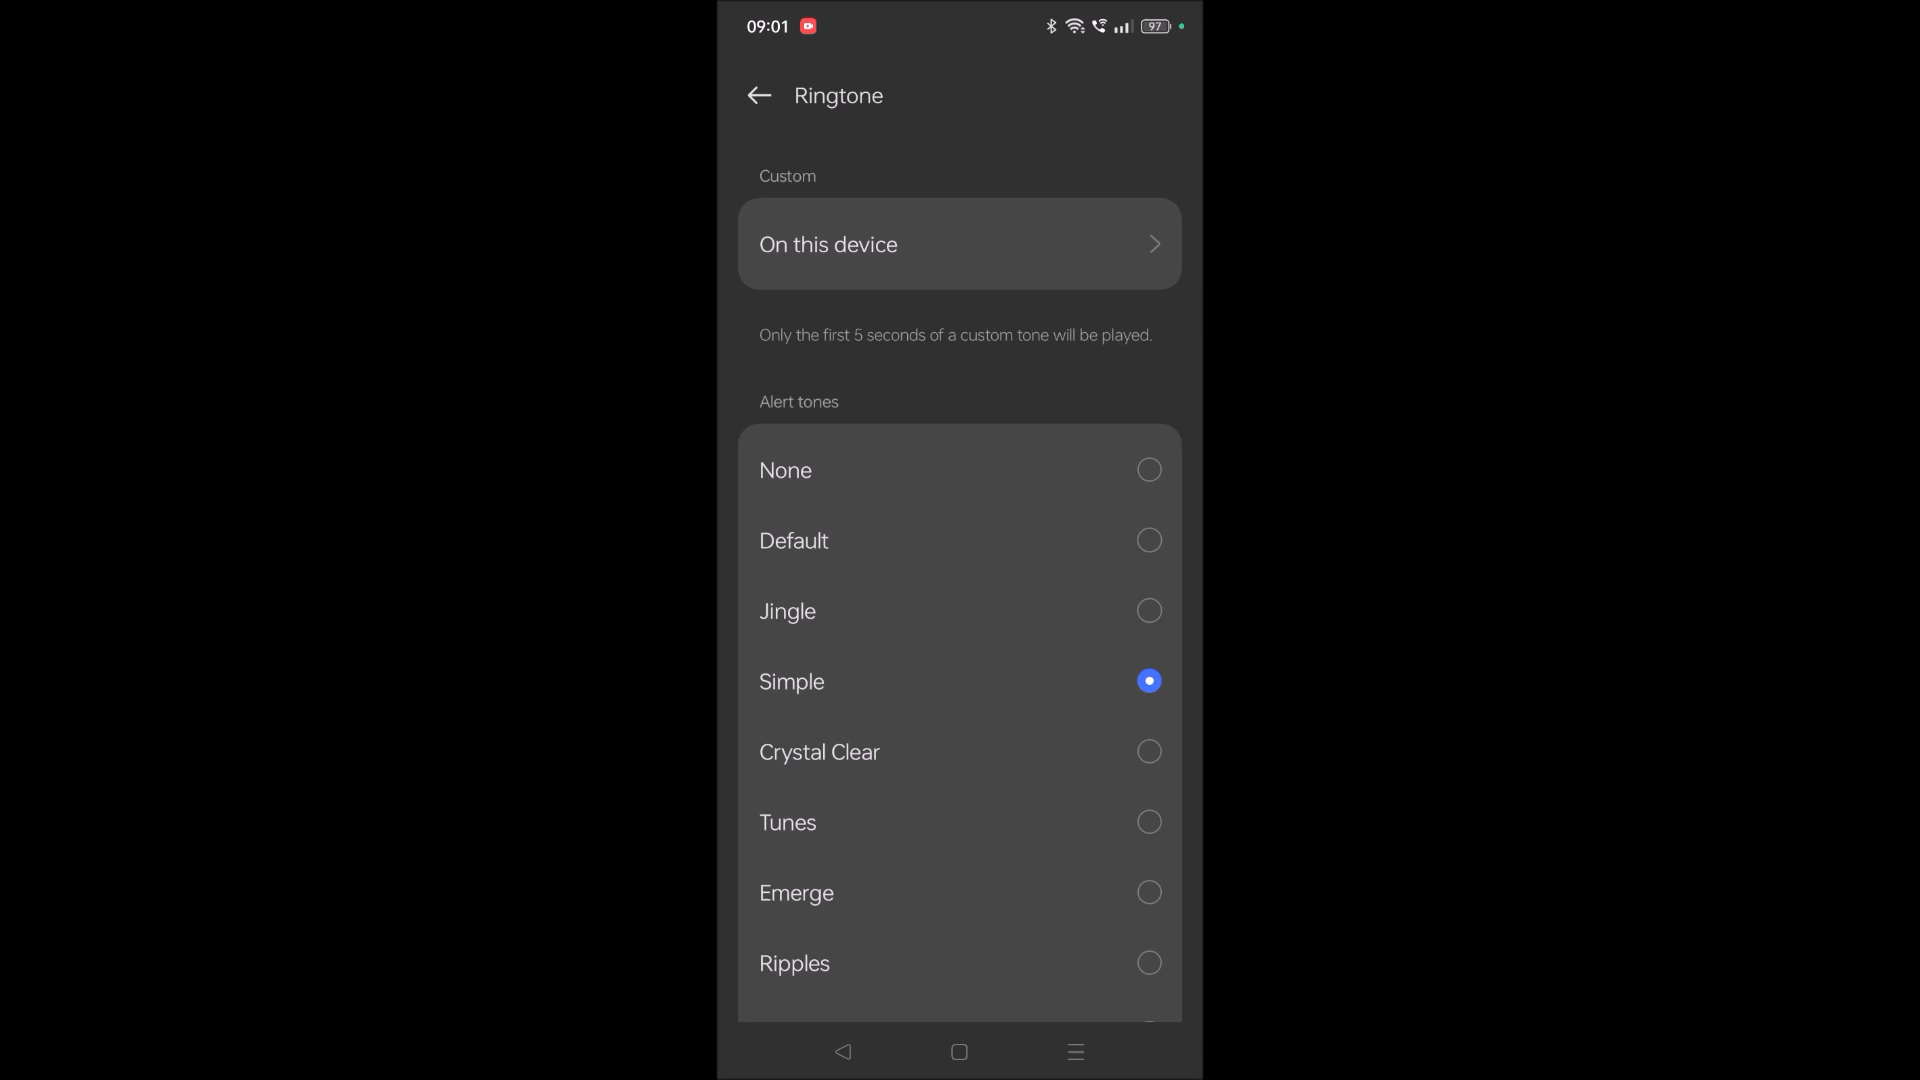 09:01
97
Ringtone
Custom
On this device
Only the first 5 seconds of a custom tone will be played.
Alert tones
None
Default
Jingle
Simple
Crystal Clear
Tunes
Emerge
Ripples